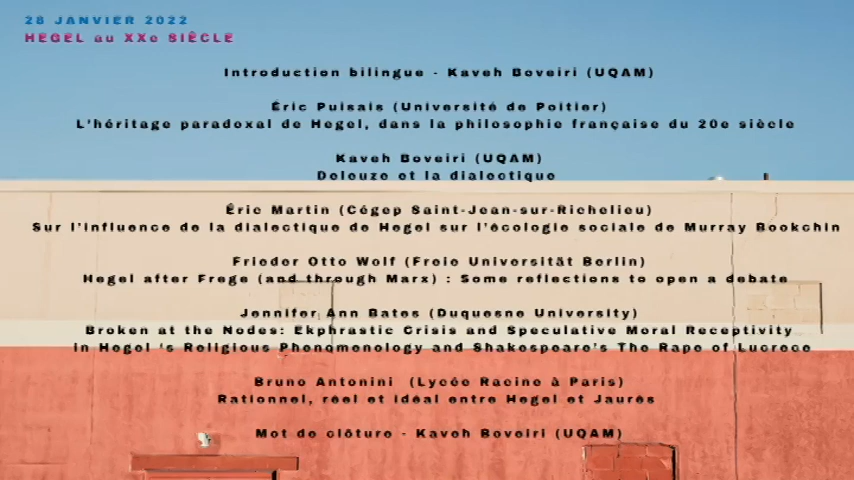 28 JANVIER 2022
HEGEL au XXe SIÈCLE
Introduction bilingue - Kaveh Boveiri (UQAM)
Éric Puisais (Université de Poitier)
L'héritage paradoxal de Hegel, dans la philosophie française du 20e siècle
Kaveh Boveiri (UQAM)
Deleuze et la dialectique
Éric Martin (Cégep Saint-Jean-sur-Richelieu)
Sur l'influence de la dialectique de Hegel sur l'écologie sociale de Murray Bookchin
Frieder Otto Wolf (Freie Universität Berlin)
Hegel after Frege (and through Marx) : Some reflections to open a debate
Jennifer Ann Bates (Duquesne University)
Broken at the Nodes: Ekphrastic Crisis and Speculative Moral Receptivity
in Hegel 's Religious Phenomenology and Shakespeare's The Rape of Lucrece
Bruno Antonini (Lycée Racine à Paris)
Rationnel, réel et idéal entre Hegel et Jaurès
Mot de clôture - Kaveh Boveiri (UQAM)